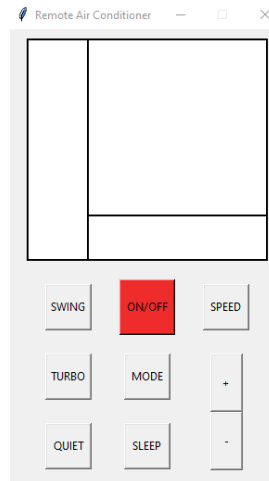 Remote Air Conditioner
SWING ON/OFF SPEED
TURBO MODE +
-
QUIET SLEEP